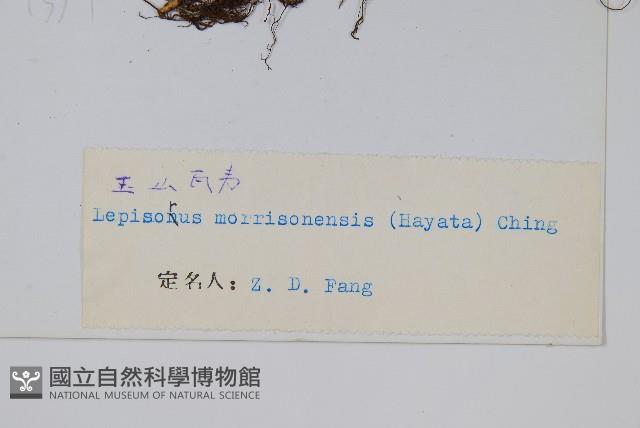 玉山瓦韦
Lepisorus morrisonensis (Hayata) Ching
定名人: Z. D. Fang
國立自然科學博物館
NATIONAL MUSEUM OF NATURAL SCIENCE